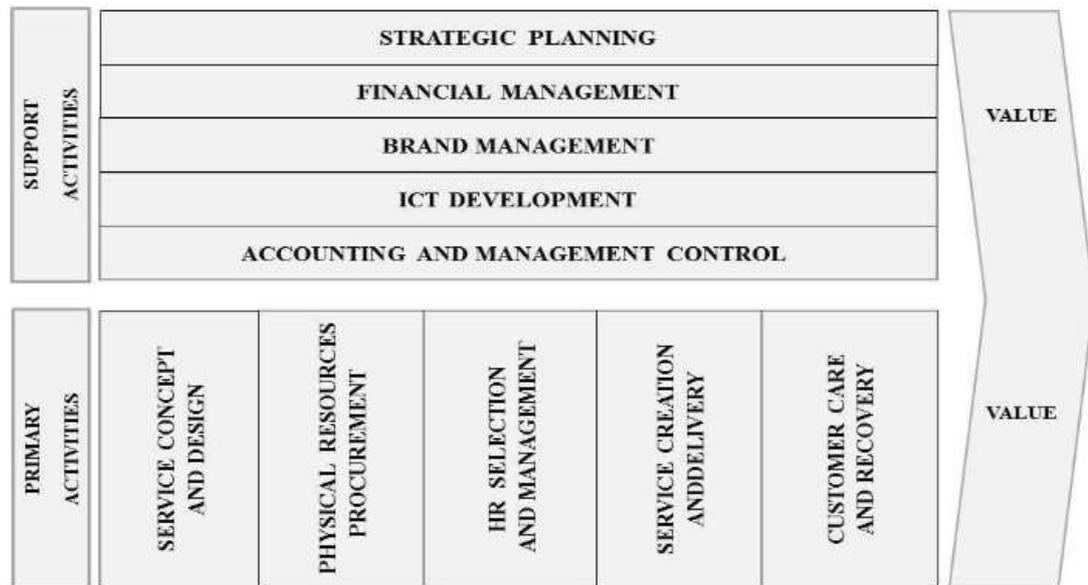 SUPPORT
ACTIVITIES
STRATEGIC PLANNING
FINANCIAL MANAGEMENT
BRAND MANAGEMENT
ICT DEVELOPMENT
ACCOUNTING AND MANAGEMENT CONTROL
VALUE
PRIMARY
ACTIVITIES
SERVICE CONCEPT
AND DESIGN
PHYSICAL RESOURCES
PROCUREMENT
HR SELECTION
AND MANAGEMENT
SERVICE CREATION
ANDDELIVERY
CUSTOMER CARE
AND RECOVERY
VALUE